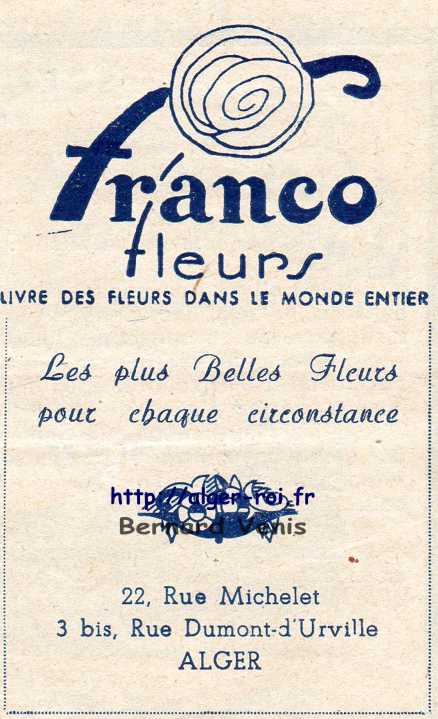 franco
fleurs
LIVRE DES FLEURS DANS LE MONDE ENTIER
Les plus Belles Fleurs
pour chaque circonstance
http://alger-roi.fr
Bernard Venis
22, Rue Michelet
3 bis, Rue Dumont-d'Urville
ALGER